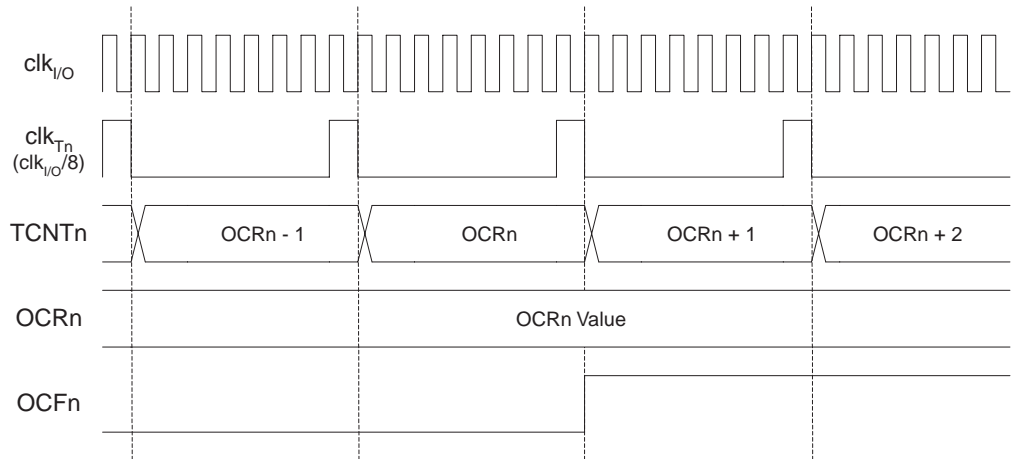 clkI/O
clkTn
(clkI/O/8)
TCNTn
OCRn - 1
OCRn
OCRn + 1
OCRn + 2
OCRn
OCRn Value
OCFn